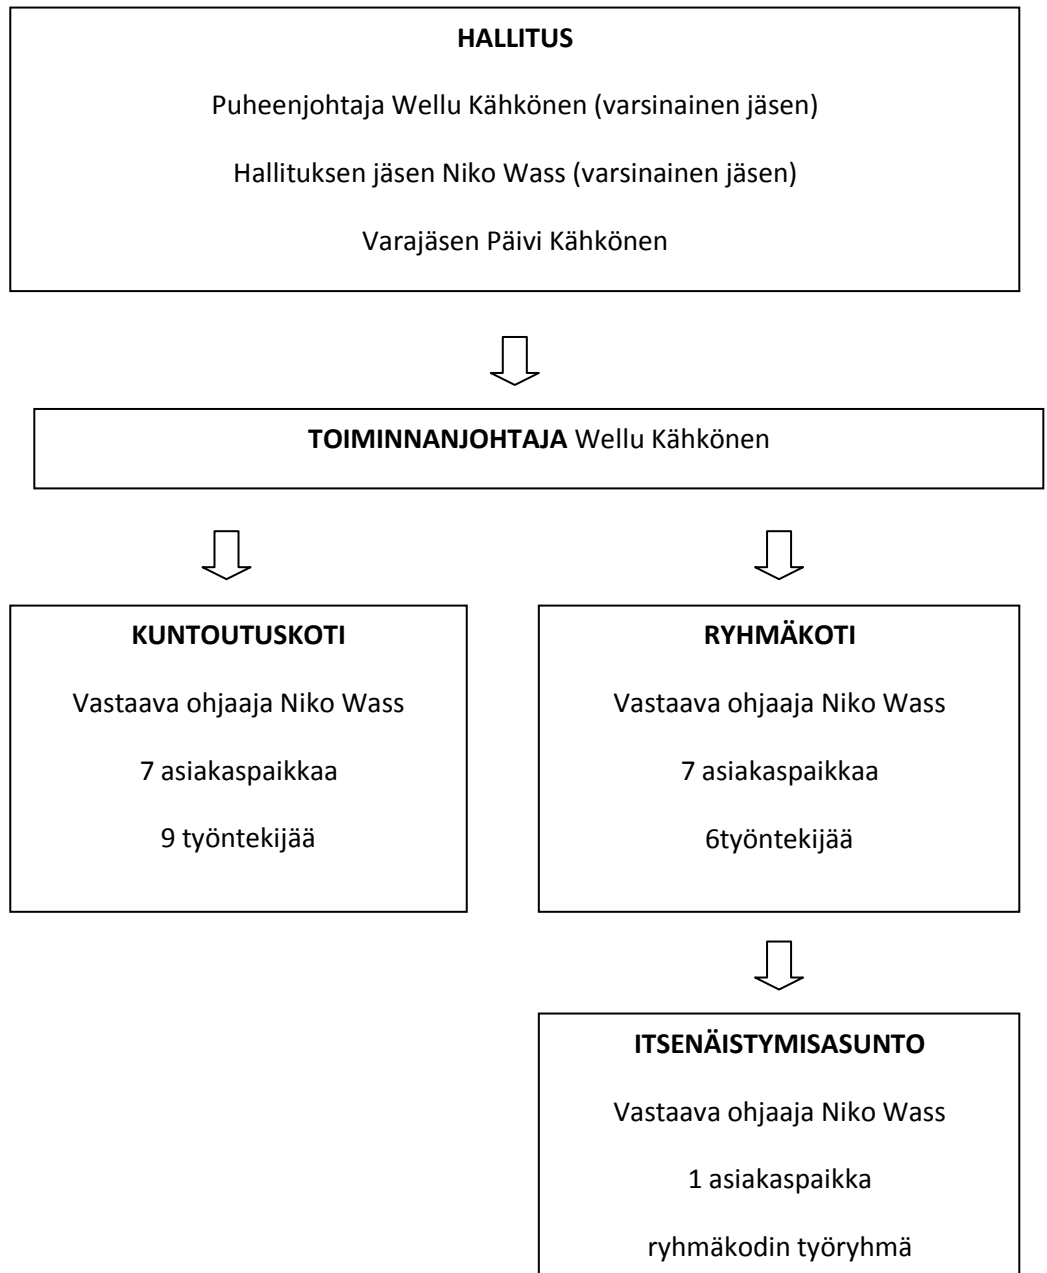 HALLITUS
Puheenjohtaja Wellu Kähkönen (varsinainen jäsen)
Hallituksen jäsen Niko Wass (varsinainen jäsen)
Varajäsen Päivi Kähkönen
TOIMINNANJOHTAJA Wellu Kähkönen
KUNTOUTUSKOTI
Vastaava ohjaaja Niko Wass
7 asiakaspaikkaa
9 työntekijää
RYHMÄKOTI
Vastaava ohjaaja Niko Wass
7 asiakaspaikkaa
6työntekijää
ITSENÄISTYMISASUNTO
Vastaava ohjaaja Niko Wass
1 asiakaspaikka
ryhmäkodin työryhmä